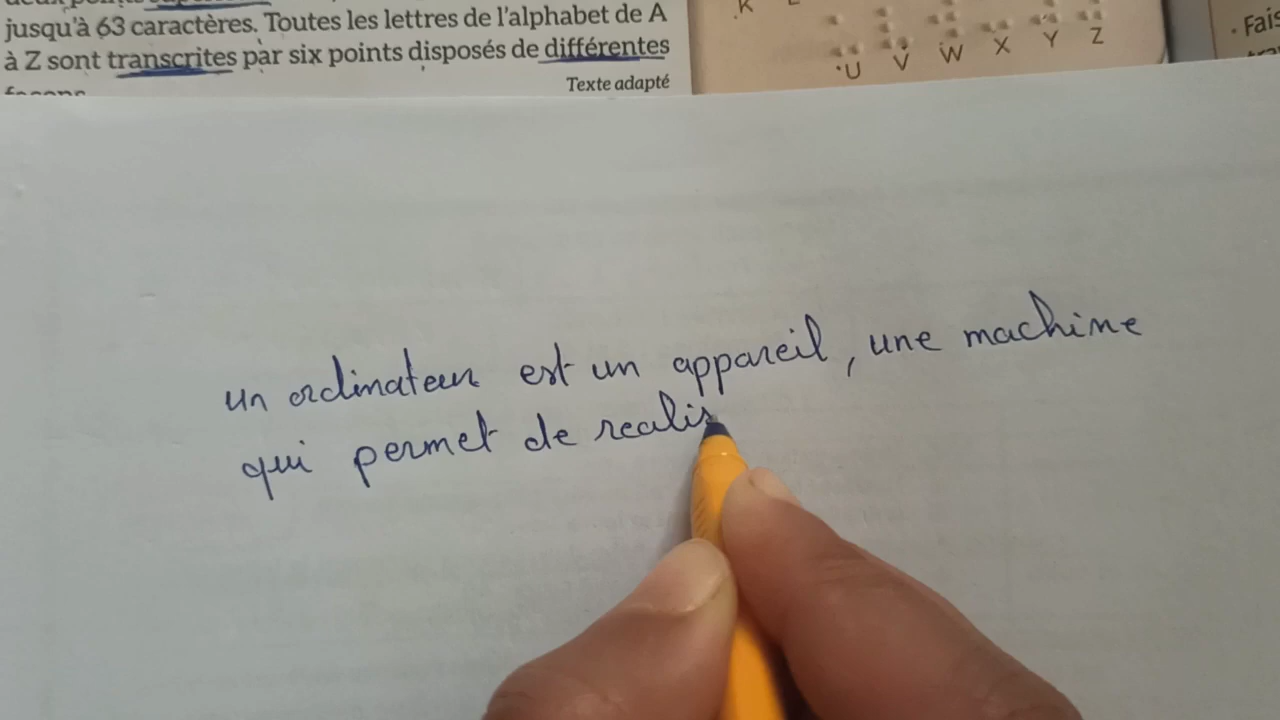 jusqu'à 63 caractères. Toutes les lettres de l'alphabet de A
à Z sont transcrites par six points disposés de différentes
Texte adapté
K
U V W X Y Z
. Fais
un ordinateur est un appareil, une machine
qui permet de realis